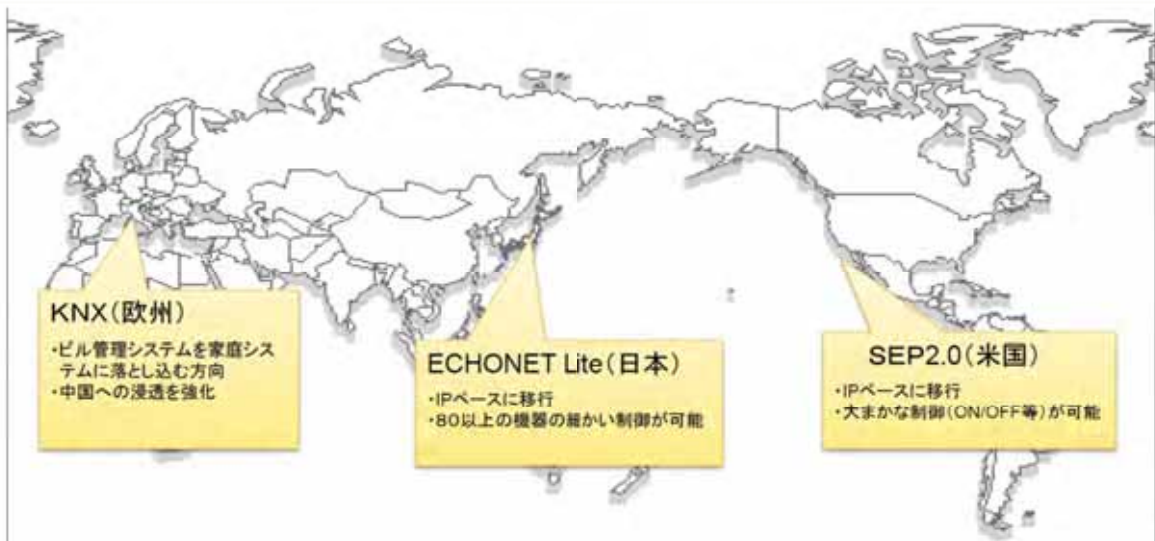 KNX(欧州)
・ビル管理システムを家庭シス
テムに落とし込む方向
・中国への浸透を強化
ECHONET Lite(日本)
・IPベースに移行
・80以上の機器の細かい制御が可能
SEP2.0(米国)
・IPベースに移行
・大まかな制御(ON/OFF等)が可能